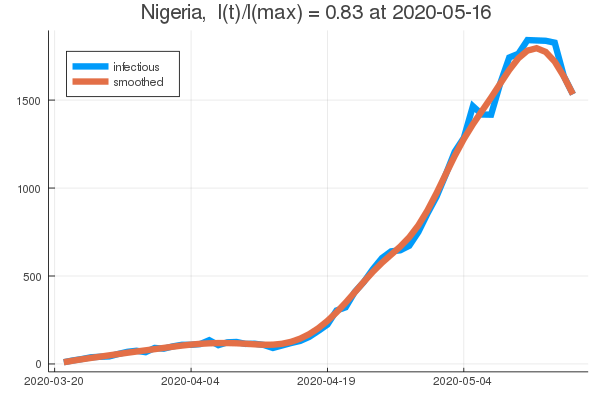 Nigeria,  I(t)/I(max) = 0.83 at 2020-05-16
infectious
smoothed
1500
1000
500
0
2020-03-20 2020-04-04 2020-04-19 2020-05-04